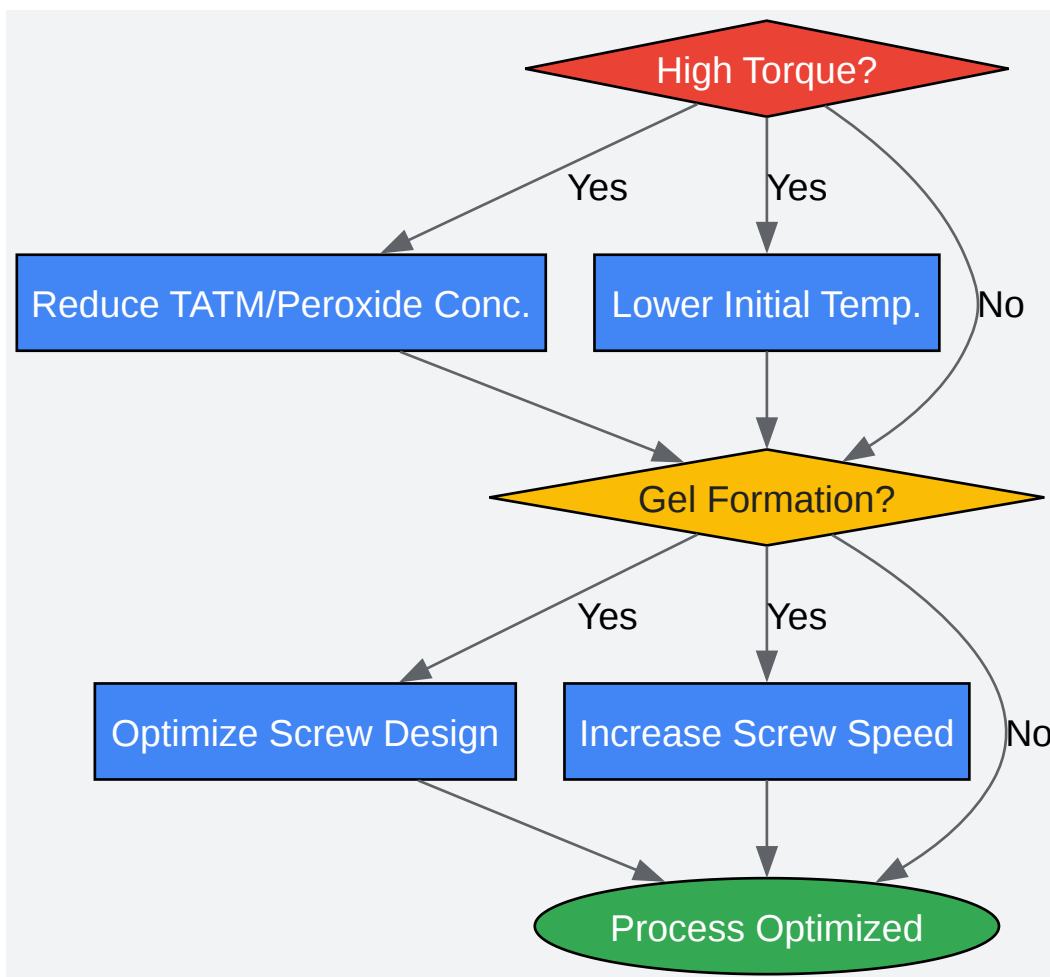 High Torque?
Yes
Yes
Reduce TATM/Peroxide Conc.
Lower Initial Temp.
No
Gel Formation?
Yes
Yes
Optimize Screw Design
Increase Screw Speed
No
Process Optimized